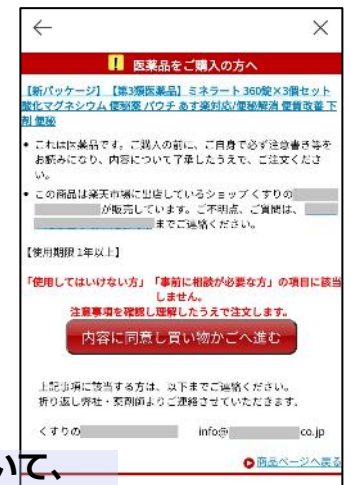 医薬品をご購入の方へ
【新パッケージ】【第3類医薬品】ミネラート 360錠×3個セット
酸化マグネシウム 便秘薬 パウチ あす楽対応/便秘解消 便質改善 下
剤 便秘
• これは医薬品です。ご購入の前に、ご自身で必ず注意書き等を
お読みになり、内容について了承したうえで、ご注文くださ
い。
• この商品は楽天市場に出店しているショップ くすりの
が販売しています。ご不明点、ご質問は、
までご連絡ください。
【使用期限 1年以上】
「使用してはいけない方」「事前に相談が必要な方」の項目に該当
しません。
注意事項を確認し理解したうえで注文します。
内容に同意し買い物かごへ進む
上記事項に該当する方は、以下までご連絡ください。
折り返し弊社・薬剤師よりご連絡させていただきます。
くすりの info@ co.jp
商品ページへ戻る
いて、